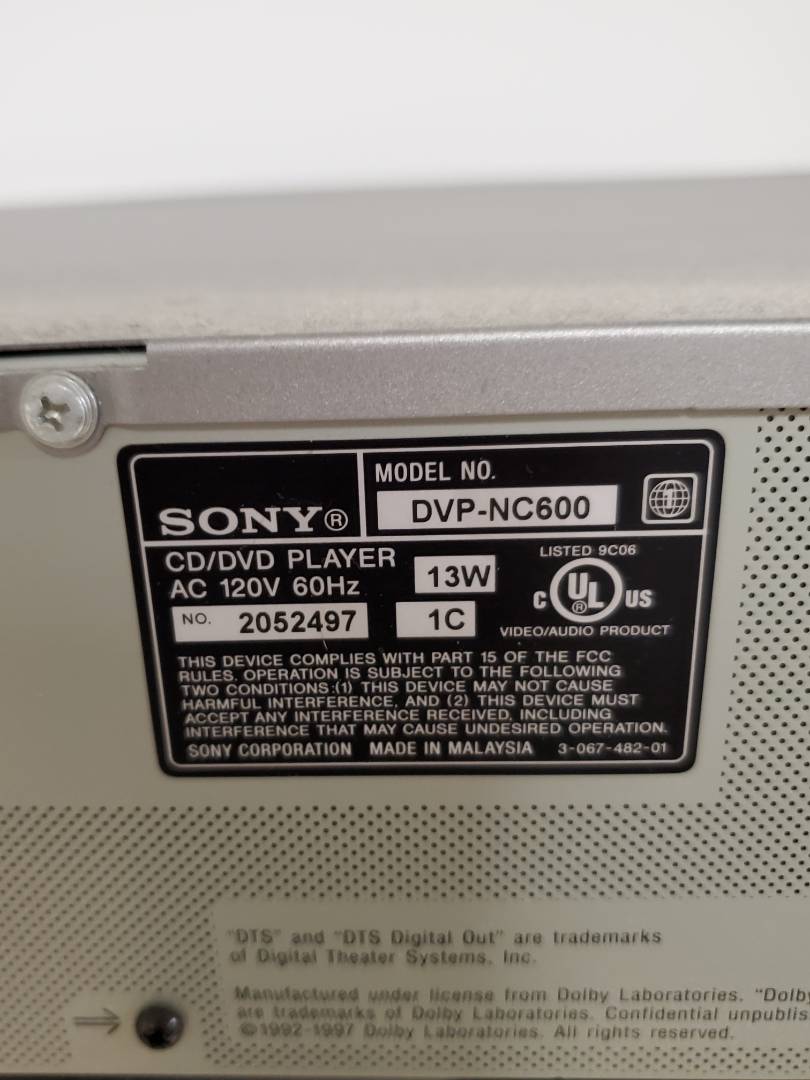 MODEL NO.
SONY® DVP-NC600 1
CD/DVD PLAYER
AC 120V 60Hz 13W
LISTED 9C06
C UL® US
NO. 2052497 1C
VIDEO/AUDIO PRODUCT
THIS DEVICE COMPLIES WITH PART 15 OF THE FCC
RULES. OPERATION IS SUBJECT TO THE FOLLOWING
TWO CONDITIONS:(1) THIS DEVICE MAY NOT CAUSE
HARMFUL INTERFERENCE, AND (2) THIS DEVICE MUST
ACCEPT ANY INTERFERENCE RECEIVED, INCLUDING
INTERFERENCE THAT MAY CAUSE UNDESIRED OPERATION.
SONY CORPORATION MADE IN MALAYSIA 3-067-482-01
"DTS" and "DTS Digital Out" are trademarks
of Digital Theater Systems, Inc.
Manufactured under license from Dolby Laboratories. "Dolby
are trademarks of Dolby Laboratories. Confidential unpublis
©1992-1997 Dolby Laboratories. All rights reserved.